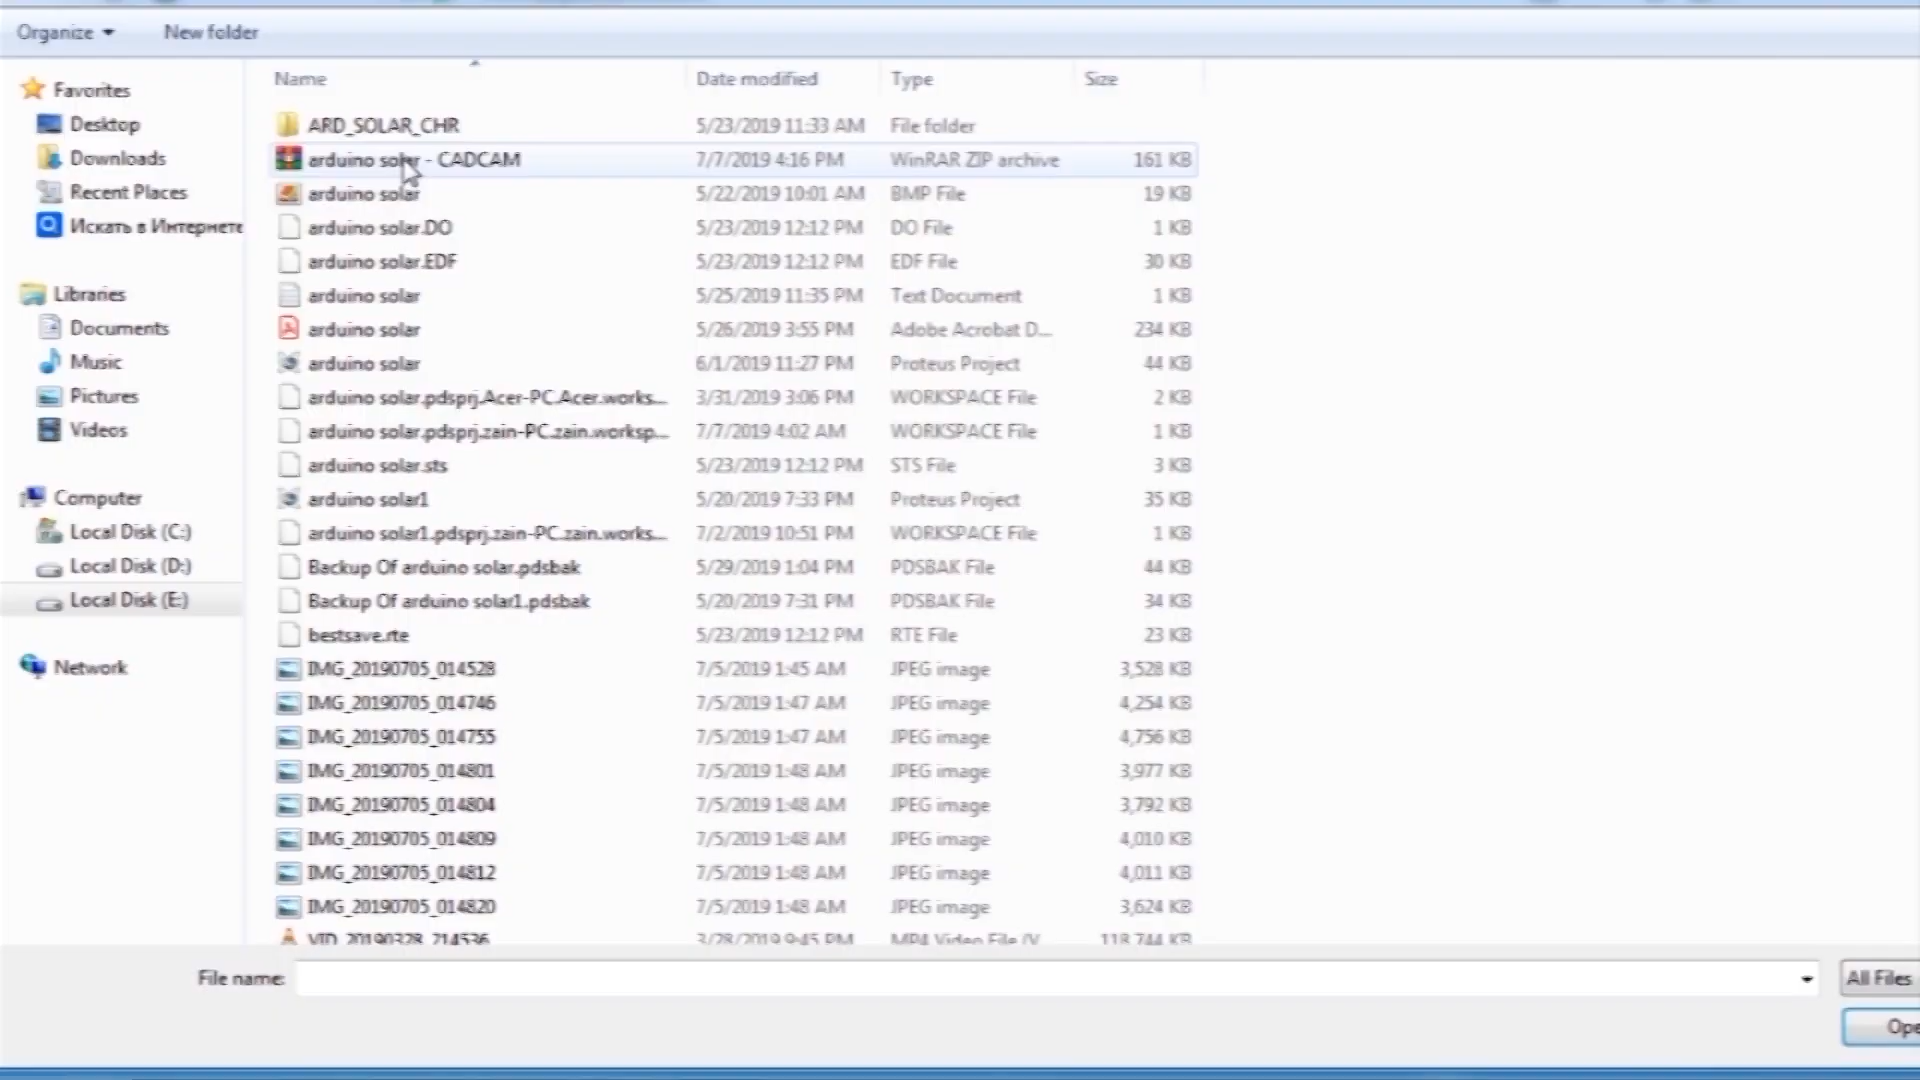 Organize New folder
Name Date modified Type Size
Favorites
Desktop
Downloads
Recent Places
Искать в Интернете
Libraries
Documents
Music
Pictures
Videos
Computer
Local Disk (C:)
Local Disk (D:)
Local Disk (E:)
Network
ARD_SOLAR_CHR 5/23/2019 11:33 AM File folder
arduino solar - CADCAM 7/7/2019 4:16 PM WinRAR ZIP archive 161 KB
arduino solar 5/22/2019 10:01 AM BMP File 19 KB
arduino solar.DO 5/23/2019 12:12 PM DO File 1 KB
arduino solar.EDF 5/23/2019 12:12 PM EDF File 30 KB
arduino solar 5/25/2019 11:35 PM Text Document 1 KB
arduino solar 5/26/2019 3:55 PM Adobe Acrobat D... 234 KB
arduino solar 6/1/2019 11:27 PM Proteus Project 44 KB
arduino solar.pdsprj.Acer-PC.Acer.works... 3/31/2019 3:06 PM WORKSPACE File 2 KB
arduino solar.pdsprj.zain-PC.zain.worksp... 7/7/2019 4:02 AM WORKSPACE File 1 KB
arduino solar.sts 5/23/2019 12:12 PM STS File 3 KB
arduino solar1 5/20/2019 7:33 PM Proteus Project 35 KB
arduino solar1.pdsprj.zain-PC.zain.works... 7/2/2019 10:51 PM WORKSPACE File 1 KB
Backup Of arduino solar.pdsbak 5/29/2019 1:04 PM PDSBAK File 44 KB
Backup Of arduino solar1.pdsbak 5/20/2019 7:31 PM PDSBAK File 34 KB
bestsave.rte 5/23/2019 12:12 PM RTE File 23 KB
IMG_20190705_014528 7/5/2019 1:45 AM JPEG image 3,528 KB
IMG_20190705_014746 7/5/2019 1:47 AM JPEG image 4,254 KB
IMG_20190705_014755 7/5/2019 1:47 AM JPEG image 4,756 KB
IMG_20190705_014801 7/5/2019 1:48 AM JPEG image 3,977 KB
IMG_20190705_014804 7/5/2019 1:48 AM JPEG image 3,792 KB
IMG_20190705_014809 7/5/2019 1:48 AM JPEG image 4,010 KB
IMG_20190705_014812 7/5/2019 1:48 AM JPEG image 4,011 KB
IMG_20190705_014820 7/5/2019 1:48 AM JPEG image 3,624 KB
VID_20190328_214536 3/28/2019 9:45 PM MP4 Video File (V 118,744 KB
File name: All Files
Ope